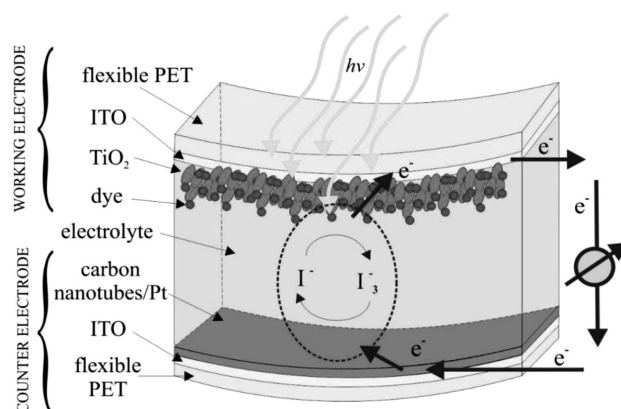 WORKING ELECTRODE
COUNTER ELECTRODE
flexible PET
ITO
TiO₂
dye
electrolyte
carbon
nanotubes/Pt
ITO
flexible
PET
hν
e⁻
e⁻
e⁻
I⁻
I⁻₃
e⁻
e⁻